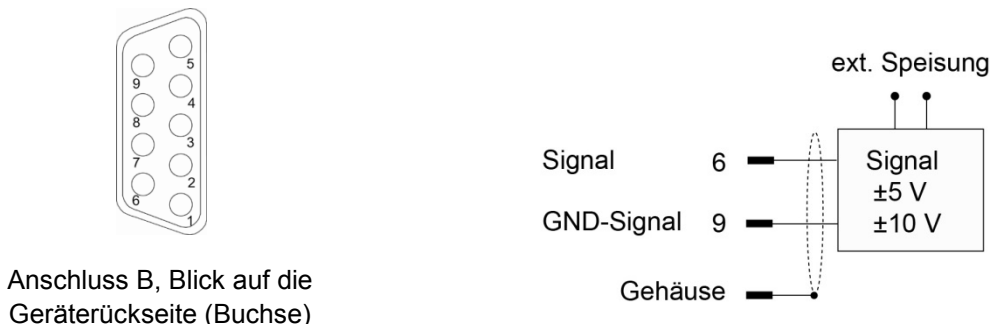 5
9
4
8
3
7
2
6
1
Anschluss B, Blick auf die
Geräterückseite (Buchse)
ext. Speisung
Signal 6
GND-Signal 9
Gehäuse
Signal
±5 V
±10 V